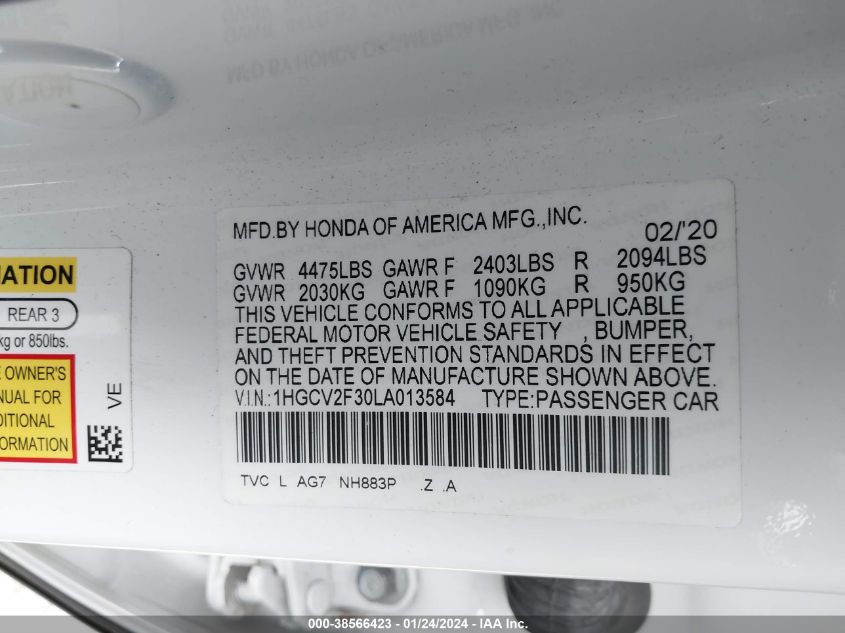 MFD.BY HONDA OF AMERICA MFG.,INC. 02/'20
GVWR 4475LBS GAWR F 2403LBS R 2094LBS
GVWR 2030KG GAWR F 1090KG R 950KG
THIS VEHICLE CONFORMS TO ALL APPLICABLE
FEDERAL MOTOR VEHICLE SAFETY , BUMPER,
AND THEFT PREVENTION STANDARDS IN EFFECT
ON THE DATE OF MANUFACTURE SHOWN ABOVE.
V.I.N.:1HGCV2F30LA013584 TYPE:PASSENGER CAR
TVC L AG7 NH883P .Z .A
REAR 3
kg or 850lbs.
OWNER'S
FOR
VE
000-38566423 - 01/24/2024 - IAA Inc.